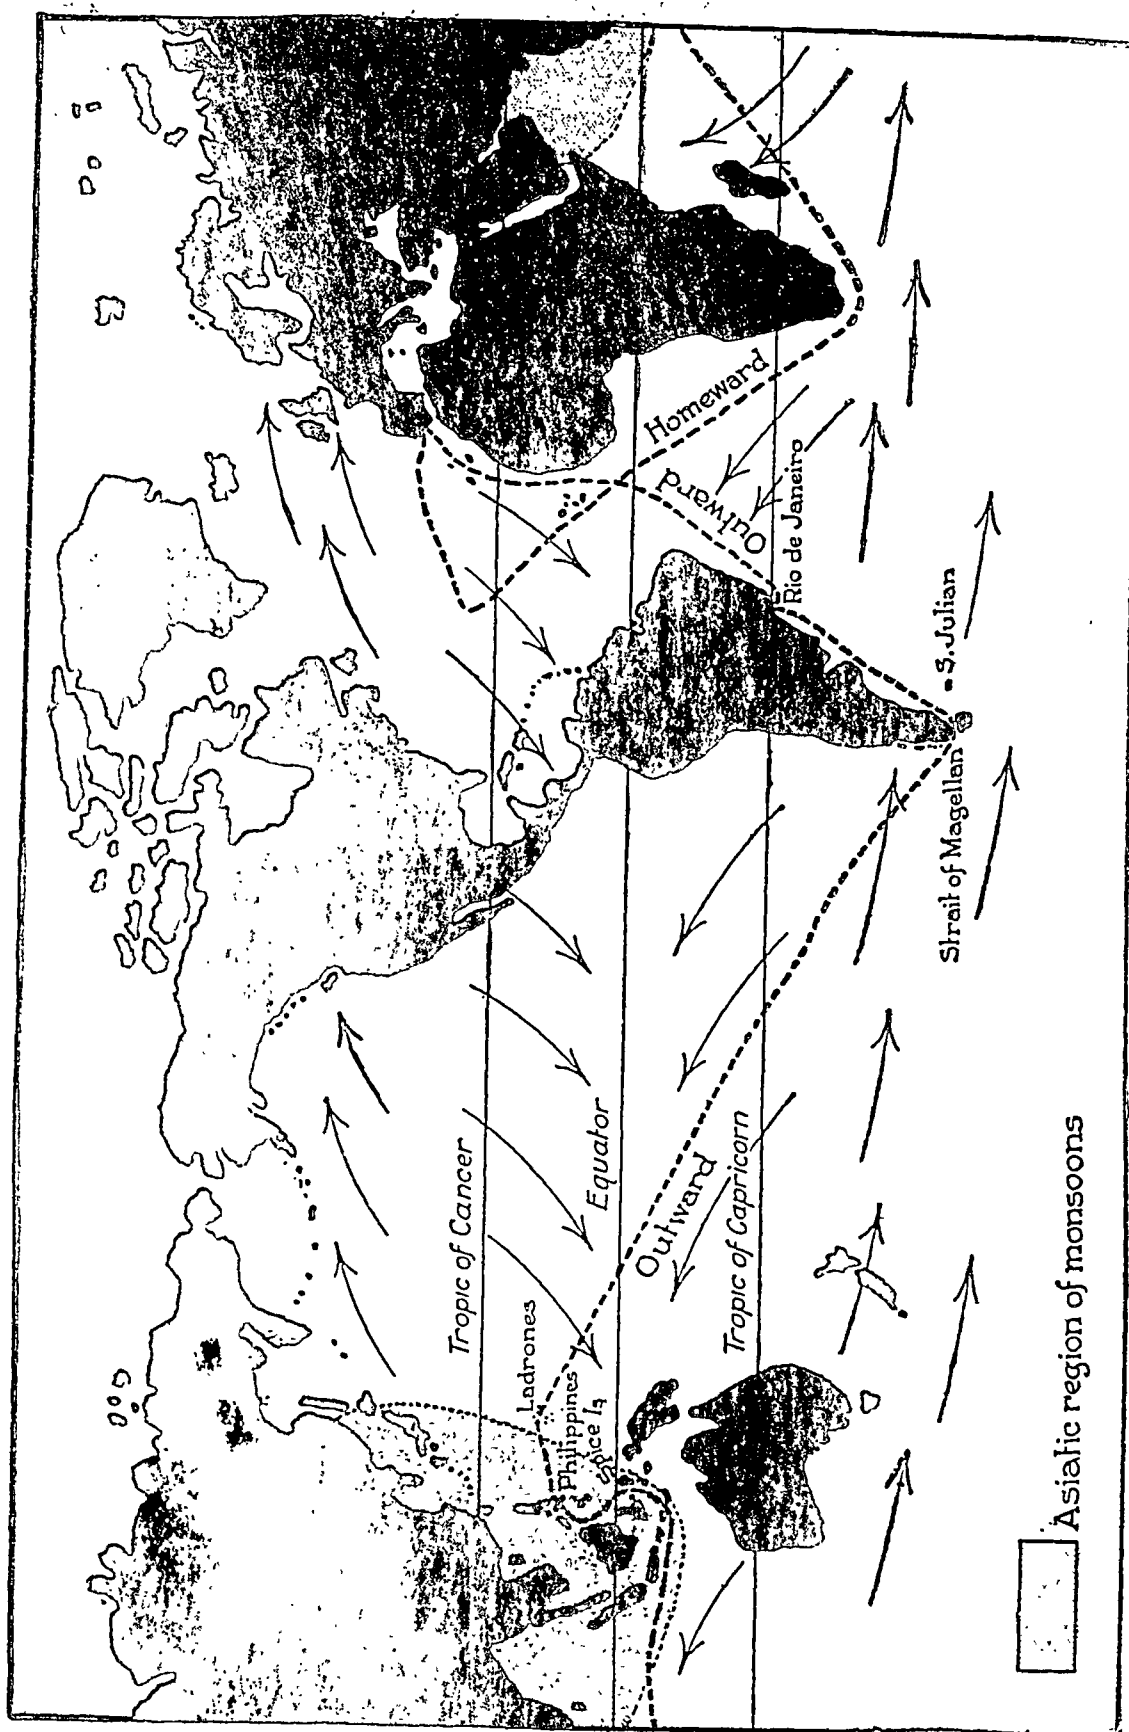 Tropic of Cancer
Equator
Tropic of Capricorn
Ladrones
Philippines
Spice Is
Outward
Strait of Magellan
S. Julian
Rio de Janeiro
Outward
Homeward
Asiatic region of monsoons